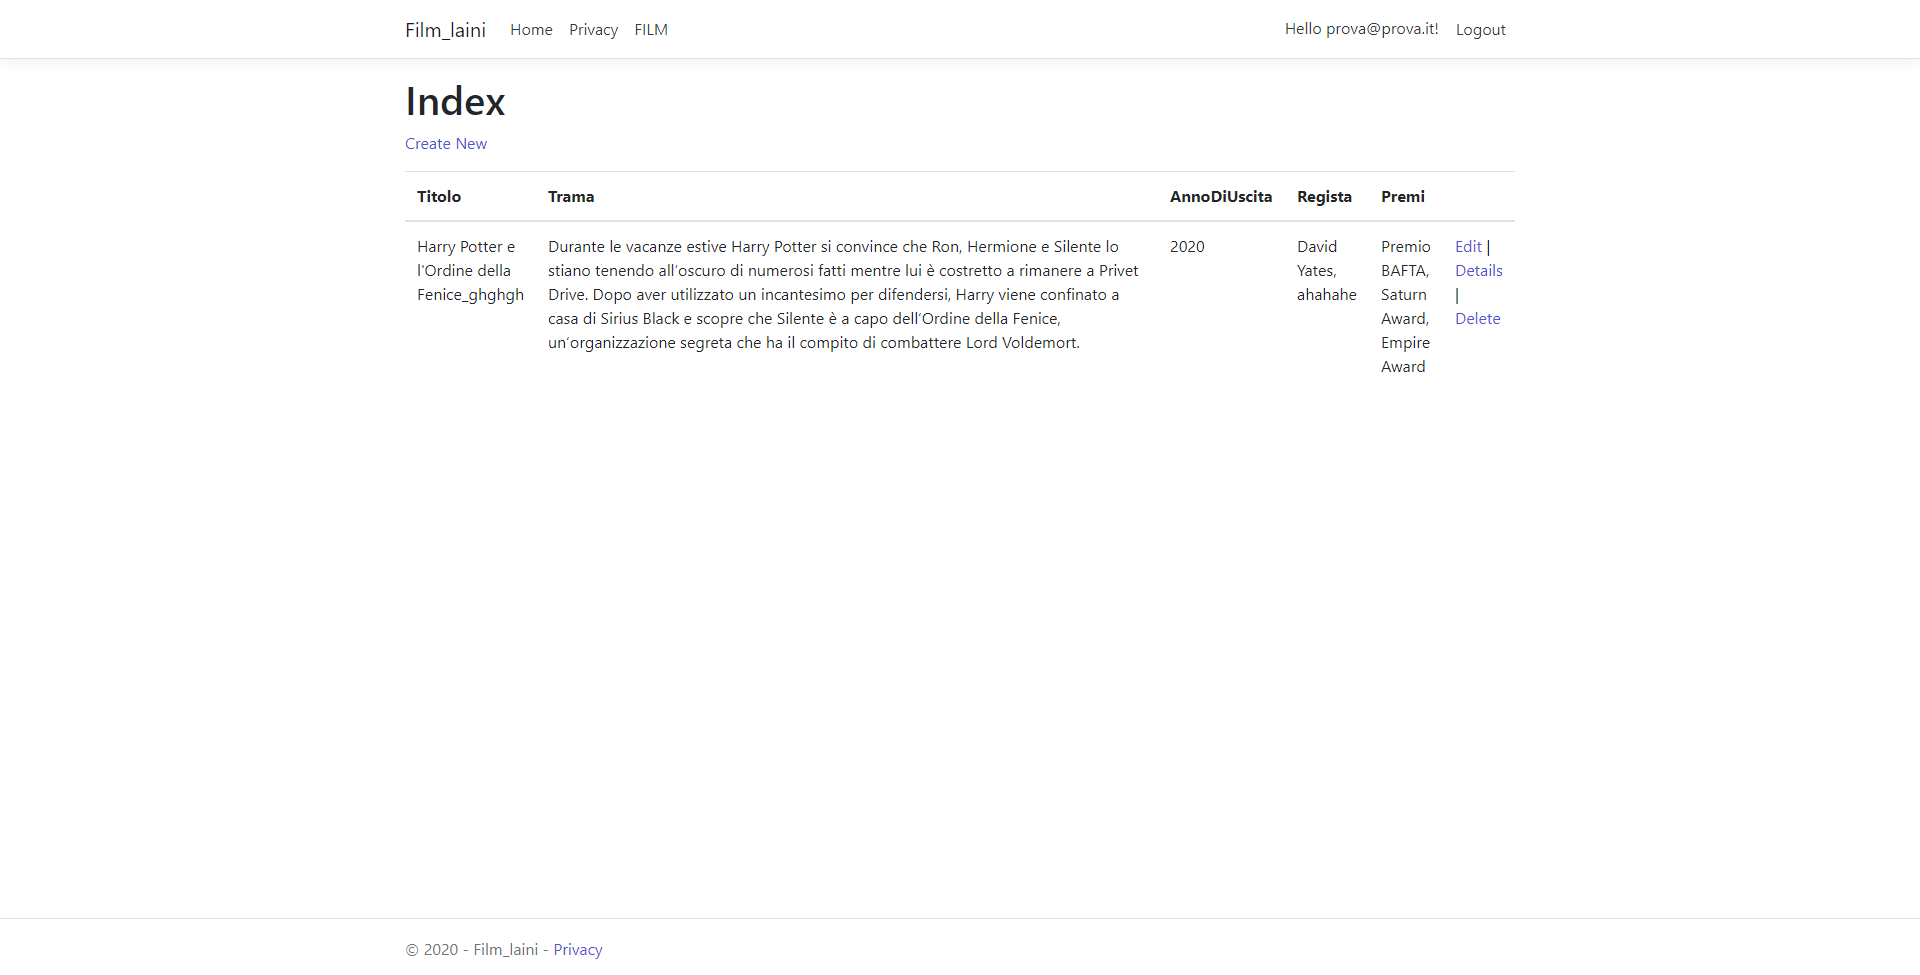 Film_laini Home Privacy FILM Hello prova@prova.it! Logout
Index
Create New
Titolo Trama AnnoDiUscita Regista Premi
Harry Potter e
l'Ordine della
Fenice_ghghgh
Durante le vacanze estive Harry Potter si convince che Ron, Hermione e Silente lo
stiano tenendo all’oscuro di numerosi fatti mentre lui è costretto a rimanere a Privet
Drive. Dopo aver utilizzato un incantesimo per difendersi, Harry viene confinato a
casa di Sirius Black e scopre che Silente è a capo dell’Ordine della Fenice,
un’organizzazione segreta che ha il compito di combattere Lord Voldemort.
2020
David
Yates,
ahahahe
Premio
BAFTA,
Saturn
Award,
Empire
Award
Edit |
Details
|
Delete
© 2020 - Film_laini - Privacy